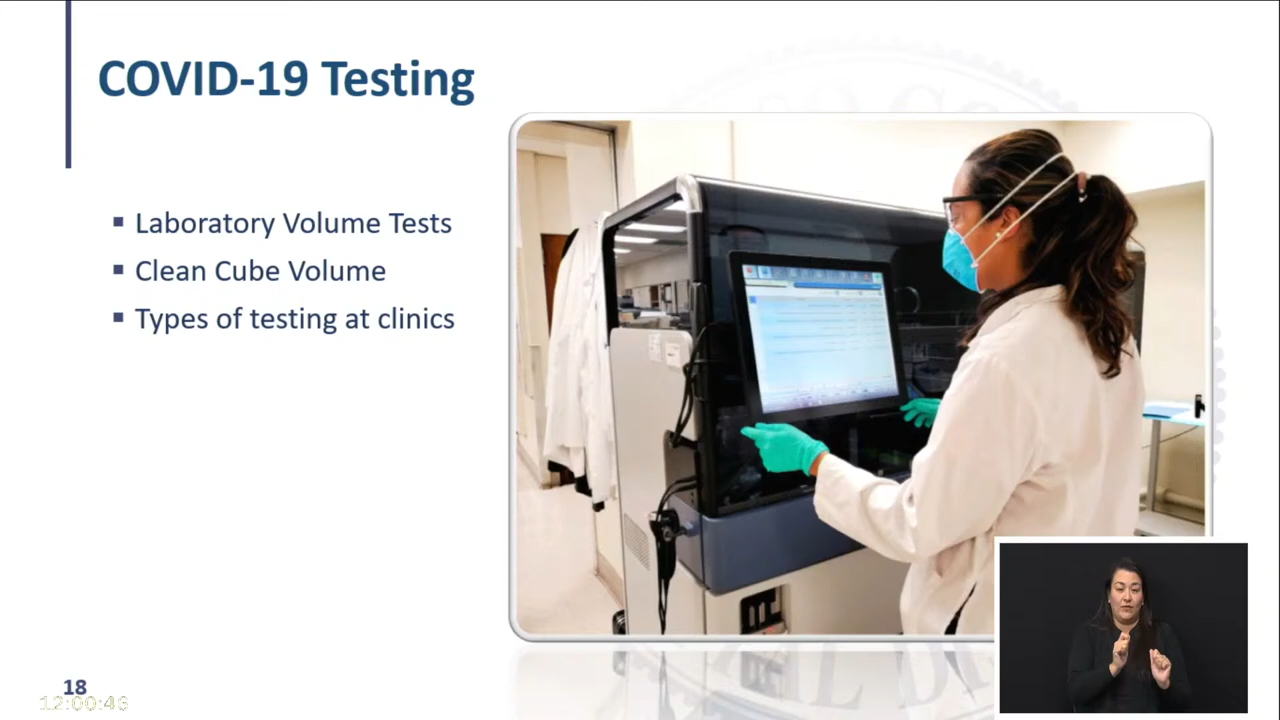 COVID-19 Testing
▪ Laboratory Volume Tests
▪ Clean Cube Volume
▪ Types of testing at clinics
18
12:00:46